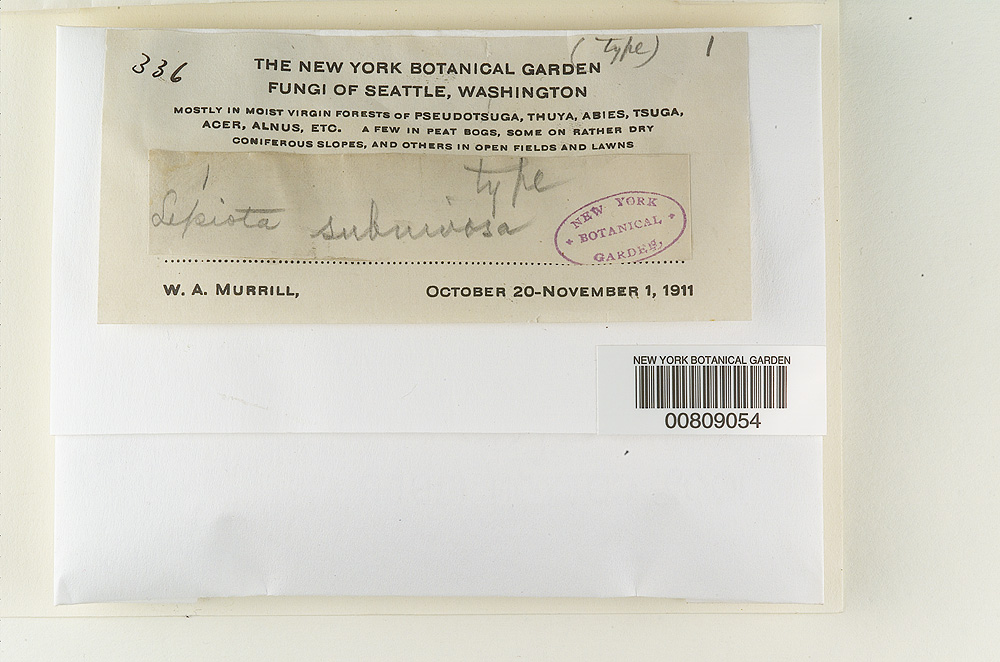 336 (Type) 1
THE NEW YORK BOTANICAL GARDEN
FUNGI OF SEATTLE, WASHINGTON
MOSTLY IN MOIST VIRGIN FORESTS OF PSEUDOTSUGA, THUYA, ABIES, TSUGA,
ACER, ALNUS, ETC. A FEW IN PEAT BOGS, SOME ON RATHER DRY
CONIFEROUS SLOPES, AND OTHERS IN OPEN FIELDS AND LAWNS
1 type
Lepiota subnivosa
NEW YORK
* BOTANICAL *
GARDEN,
W. A. MURRILL, OCTOBER 20-NOVEMBER 1, 1911
NEW YORK BOTANICAL GARDEN
00809054